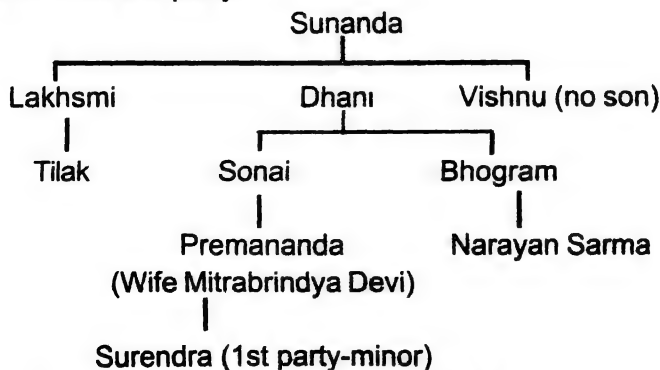 Sunanda
Lakhsmi Dhani Vishnu (no son)
Tilak Sonai Bhogram
Premananda Narayan Sarma
(Wife Mitrabrindya Devi)
Surendra (1st party-minor)